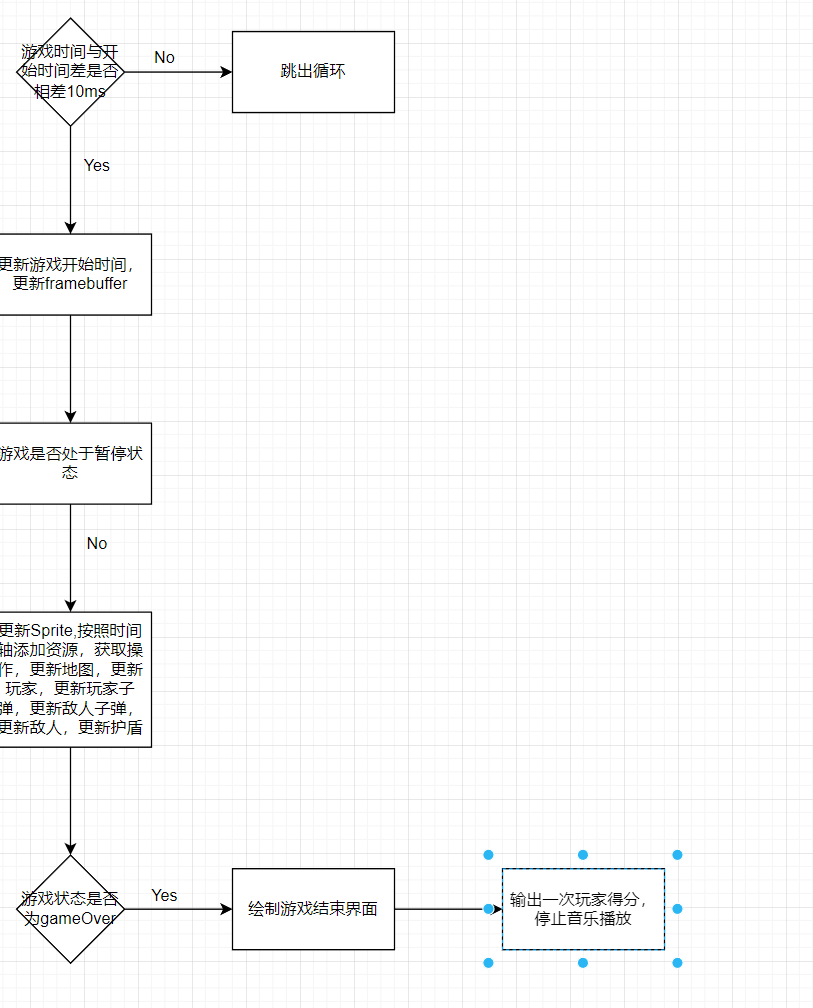 游戏时间与开
始时间差是否
相差10ms
No
跳出循环
Yes
更新游戏开始时间，
更新framebuffer
游戏是否处于暂停状
态
No
更新Sprite,按照时间
轴添加资源，获取操
作，更新地图，更新
玩家，更新玩家子
弹，更新敌人子弹，
更新敌人，更新护盾
游戏状态是否
为gameOver
Yes
绘制游戏结束界面
输出一次玩家得分，
停止音乐播放